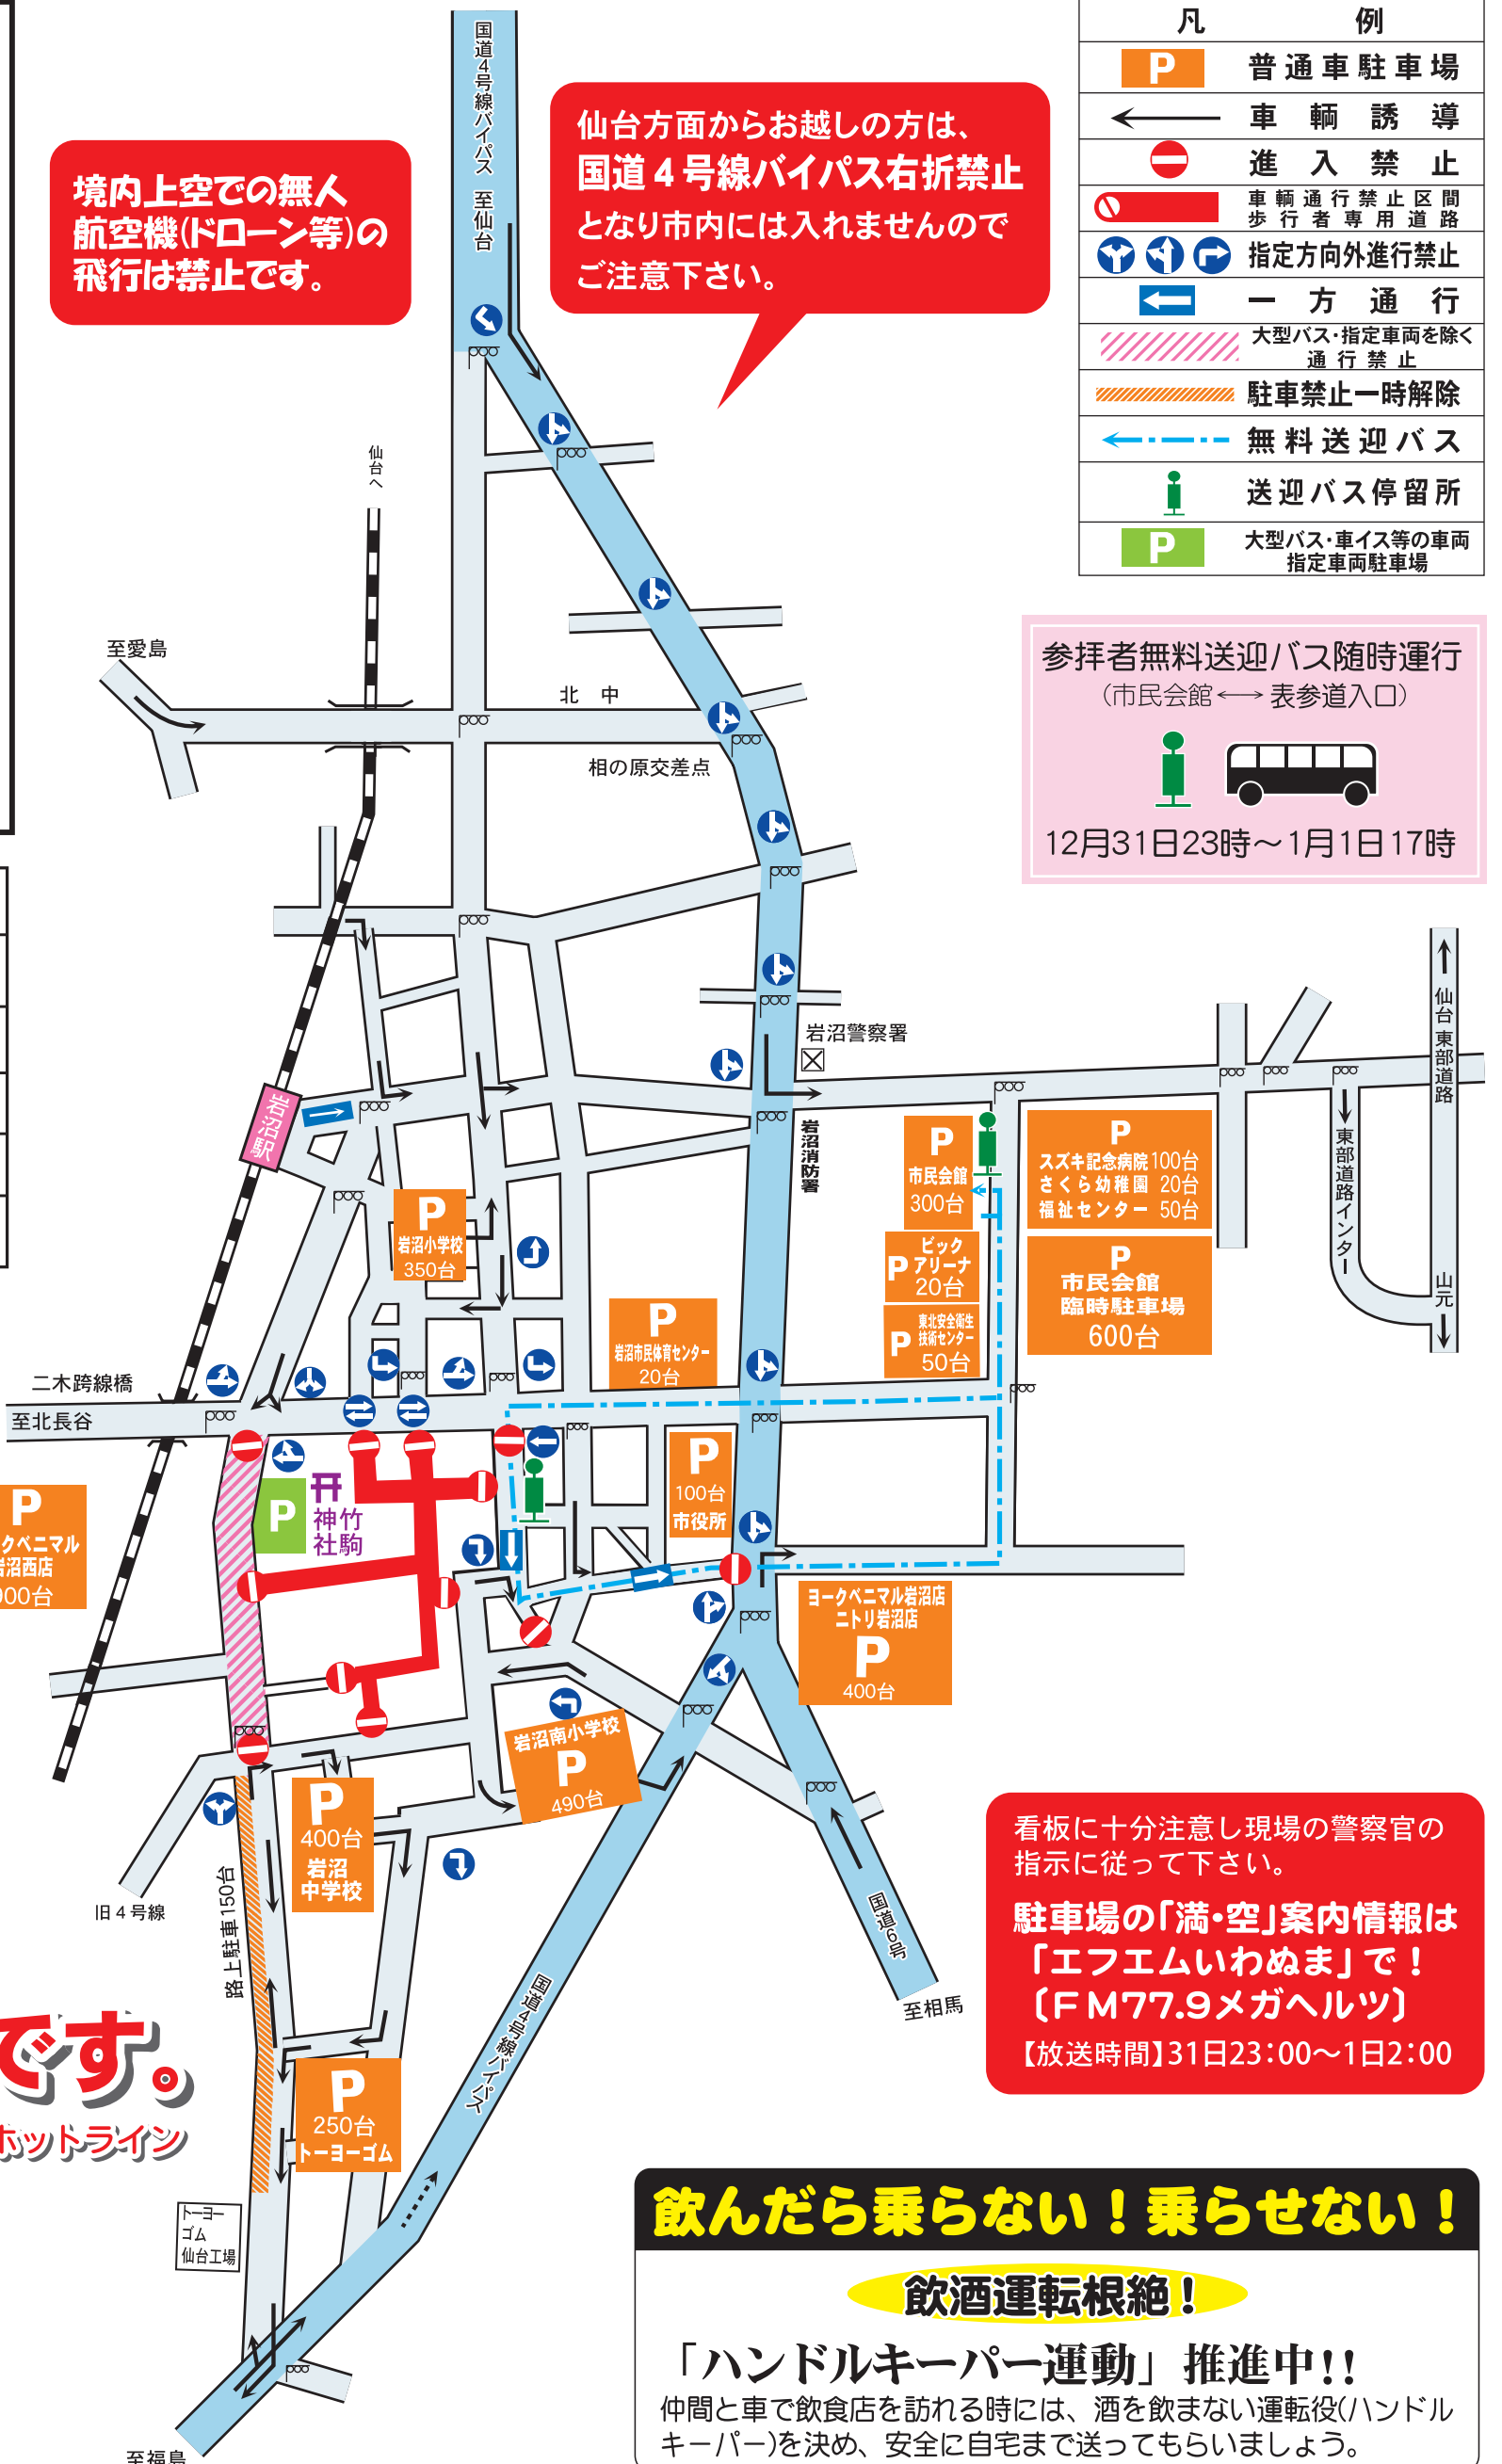 国道4号線バイパス 至仙台
境内上空での無人
航空機(ドローン等)の
飛行は禁止です。
仙台方面からお越しの方は、
国道4号線バイパス右折禁止
となり市内には入れませんので
ご注意下さい。
凡例
P 普通車駐車場
車輌誘導
進入禁止
車輌通行禁止区間
歩行者専用道路
指定方向外進行禁止
一方通行
大型バス・指定車両を除く
通行禁止
駐車禁止一時解除
無料送迎バス
送迎バス停留所
P 大型バス・車イス等の車両
指定車両駐車場
参拝者無料送迎バス随時運行
(市民会館⟷表参道入口)
12月31日23時～1月1日17時
仙台へ
至愛島
北中
相の原交差点
岩沼警察署
仙台
東部道路
山元
東部道路インター
岩沼駅
岩沼消防署
P
市民会館
300台
P
スズキ記念病院100台
さくら幼稚園 20台
福祉センター 50台
P
岩沼小学校
350台
P
ビック
アリーナ
20台
P
市民会館
臨時駐車場
600台
P
岩沼市民体育センター
20台
P
東北安全衛生
技術センター
50台
二木跨線橋
至北長谷
P
100台
市役所
P
竹駒
神社
P
クベニマル
岩沼西店
00台
ヨークベニマル岩沼店
ニトリ岩沼店
P
400台
岩沼南小学校
P
490台
P
400台
岩沼
中学校
旧4号線
路上駐車150台
国道6号
至相馬
国道4号線バイパス
看板に十分注意し現場の警察官の
指示に従って下さい。
駐車場の「満・空」案内情報は
「エフエムいわぬま」で!
〔FM77.9メガヘルツ〕
【放送時間】31日23:00～1日2:00
です。
ホットライン
P
250台
トーヨーゴム
トーヨー
ゴム
仙台工場
至福島
飲んだら乗らない!乗らせない!
飲酒運転根絶!
「ハンドルキーパー運動」推進中!!
仲間と車で飲食店を訪れる時には、酒を飲まない運転役(ハンドル
キーパー)を決め、安全に自宅まで送ってもらいましょう。